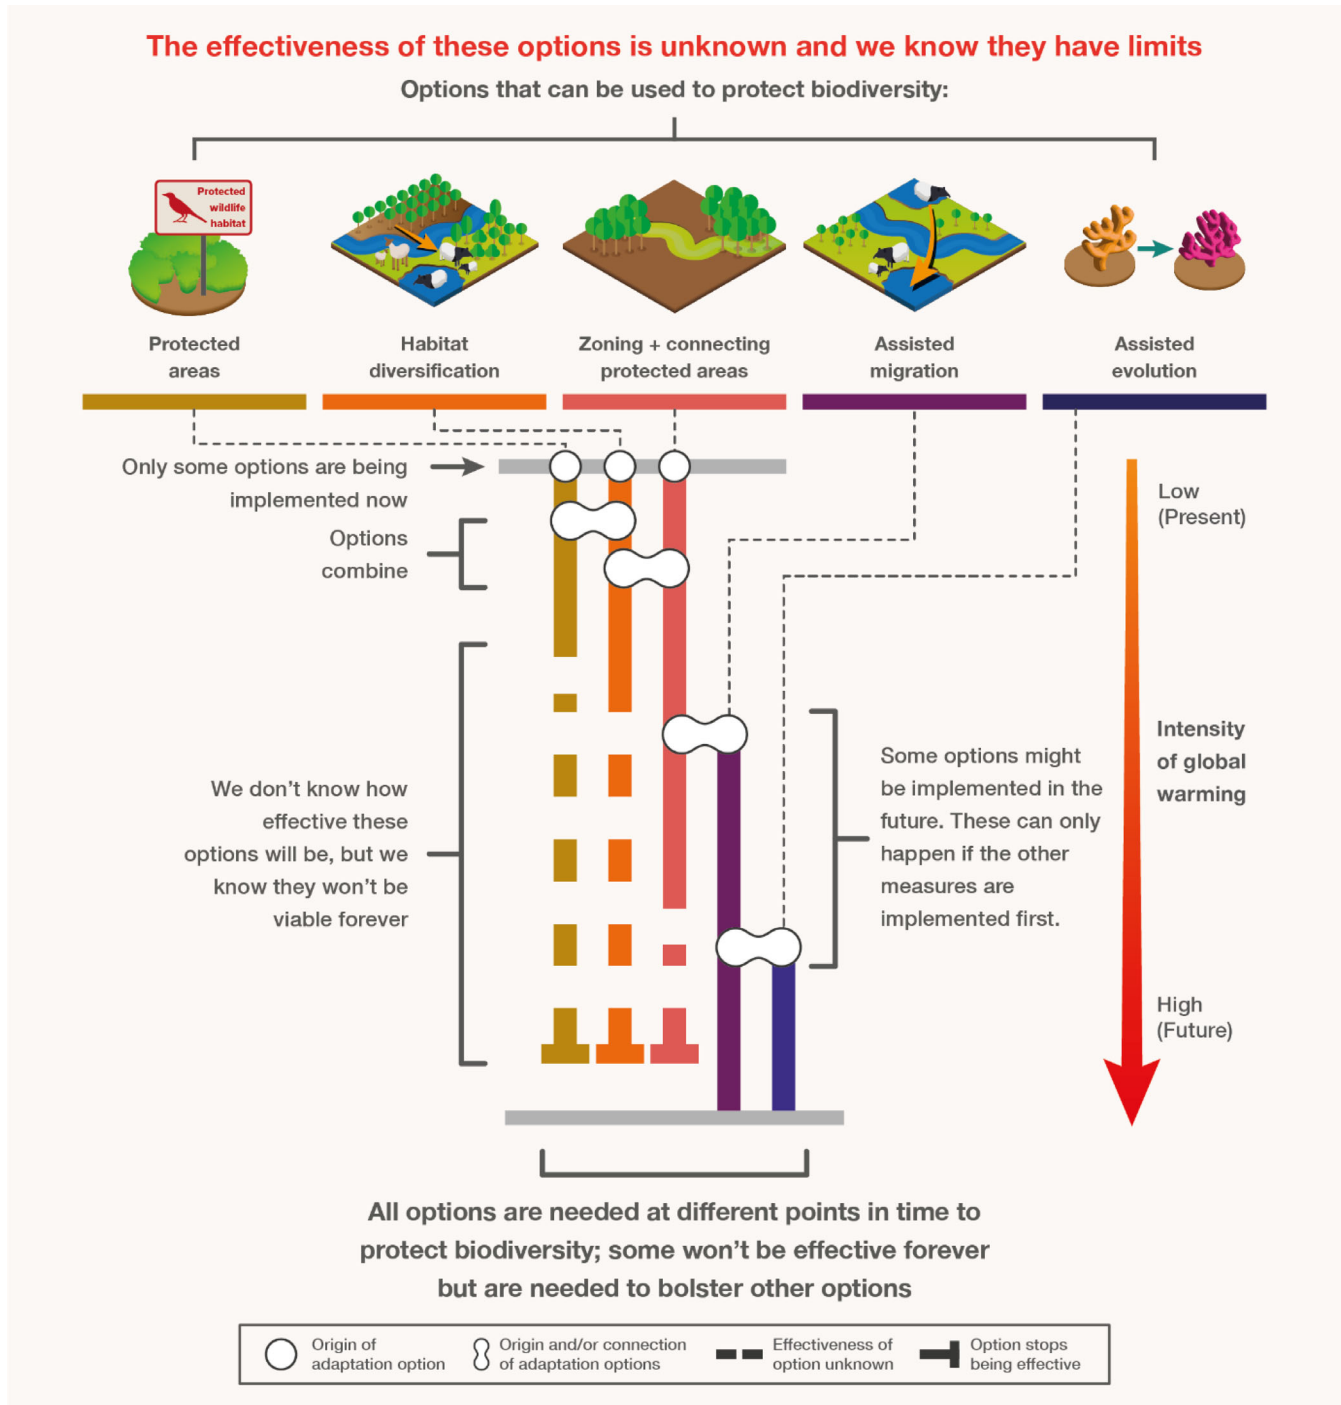 The effectiveness of these options is unknown and we know they have limits
Options that can be used to protect biodiversity:
Protected
wildlife
habitat
Protected
areas
Habitat
diversification
Zoning + connecting
protected areas
Assisted
migration
Assisted
evolution
Only some options are being
implemented now
Options
combine
We don't know how
effective these
options will be, but we
know they won't be
viable forever
Some options might
be implemented in the
future. These can only
happen if the other
measures are
implemented first.
Low
(Present)
Intensity
of global
warming
High
(Future)
All options are needed at different points in time to
protect biodiversity; some won't be effective forever
but are needed to bolster other options
Origin of
adaptation option
Origin and/or connection
of adaptation options
Effectiveness of
option unknown
Option stops
being effective